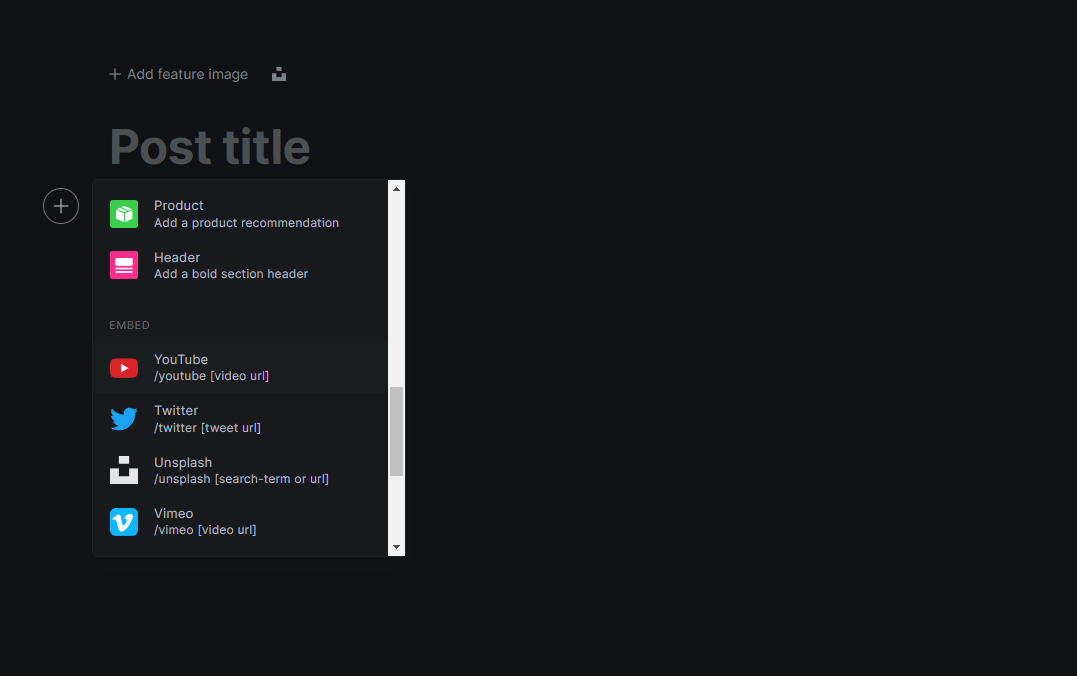 Add feature image
Post title
Product
Add a product recommendation
Header
Add a bold section header
EMBED
YouTube
/youtube [video url]
Twitter
/twitter [tweet url]
Unsplash
/unsplash [search-term or url]
Vimeo
/vimeo [video url]